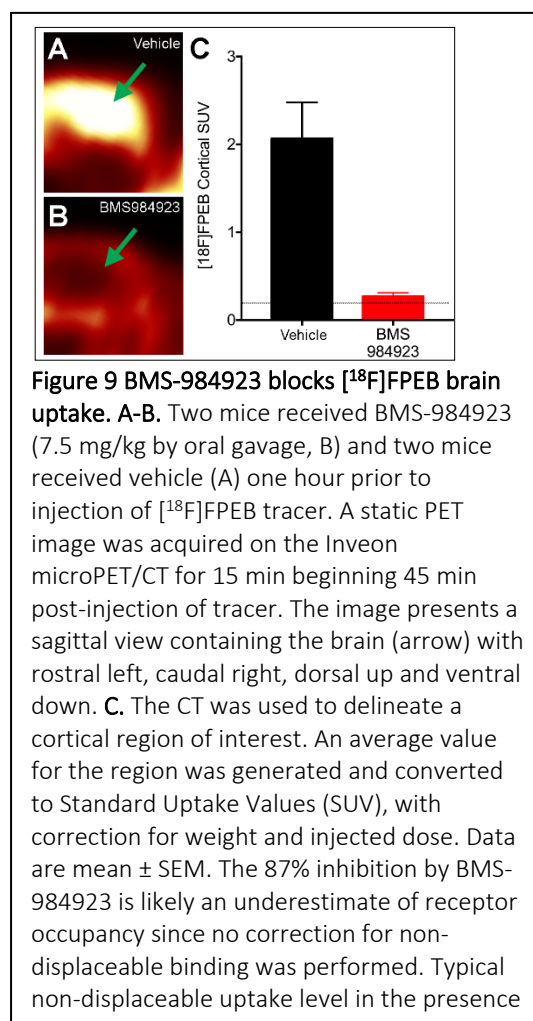 A
Vehicle
B
BMS984923
C
[18F]FPEB Cortical SUV
3
2
1
0
Vehicle
BMS
984923
Figure 9 BMS-984923 blocks [18F]FPEB brain
uptake. A-B. Two mice received BMS-984923
(7.5 mg/kg by oral gavage, B) and two mice
received vehicle (A) one hour prior to
injection of [18F]FPEB tracer. A static PET
image was acquired on the Inveon
microPET/CT for 15 min beginning 45 min
post-injection of tracer. The image presents a
sagittal view containing the brain (arrow) with
rostral left, caudal right, dorsal up and ventral
down. C. The CT was used to delineate a
cortical region of interest. An average value
for the region was generated and converted
to Standard Uptake Values (SUV), with
correction for weight and injected dose. Data
are mean ± SEM. The 87% inhibition by BMS-
984923 is likely an underestimate of receptor
occupancy since no correction for non-
displaceable binding was performed. Typical
non-displaceable uptake level in the presence